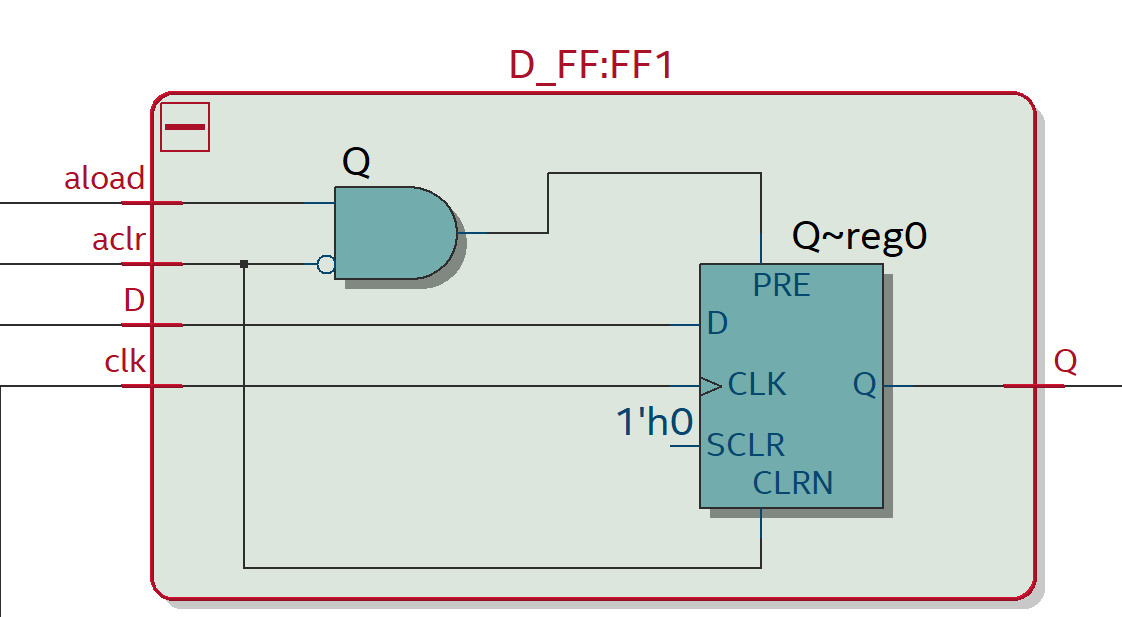 D_FF:FF1
Q
aload
aclr
D
clk
Q~reg0
PRE
D
CLK
Q
1'h0
SCLR
CLRN
Q